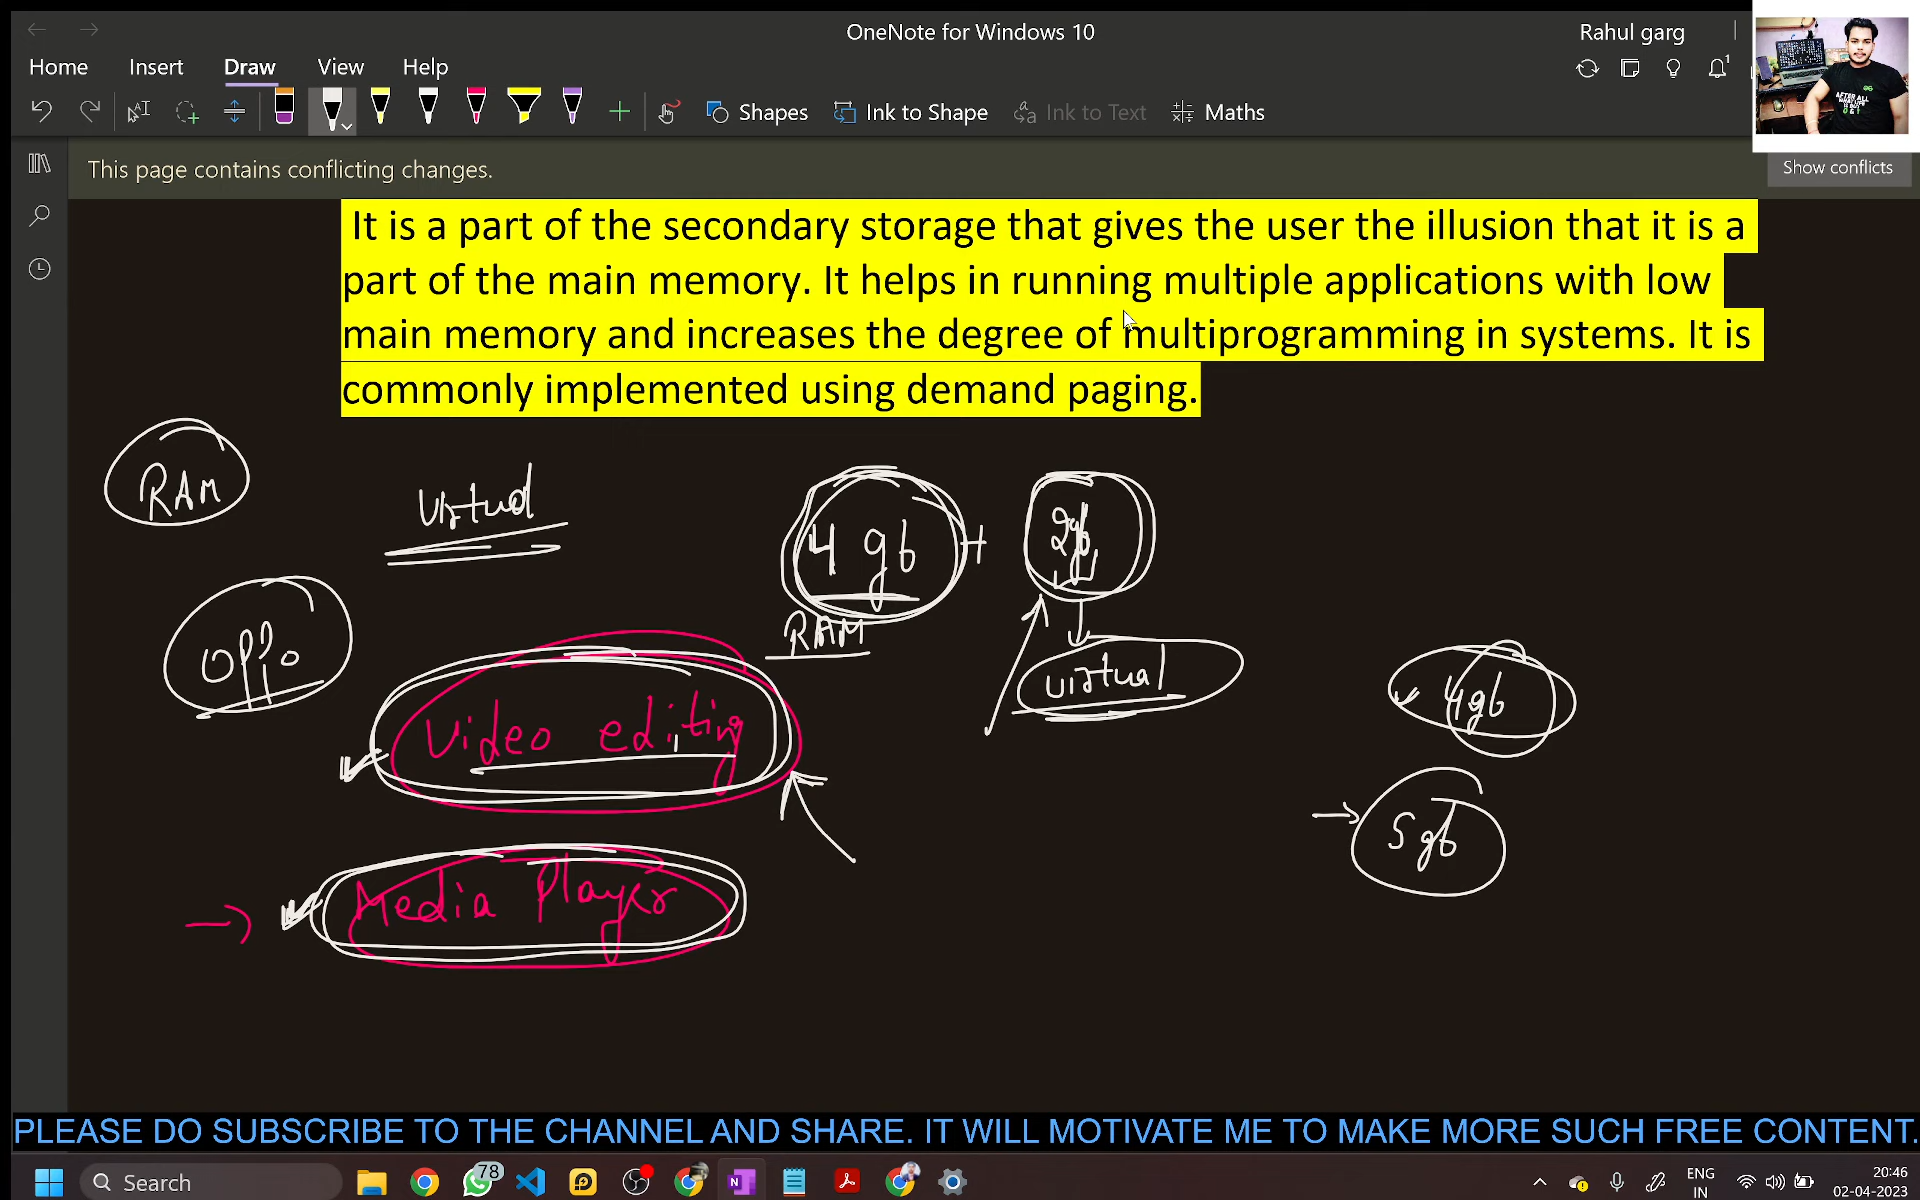 OneNote for Windows 10
Rahul garg
Home Insert Draw View Help
Shapes Ink to Shape Ink to Text Maths
This page contains conflicting changes.
Show conflicts
It is a part of the secondary storage that gives the user the illusion that it is a
part of the main memory. It helps in running multiple applications with low
main memory and increases the degree of multiprogramming in systems. It is
commonly implemented using demand paging.
RAM
Virtual
4 gb + 2gb
RAM
Oppo
virtual
Video editing
4gb
5gb
Media Player
PLEASE DO SUBSCRIBE TO THE CHANNEL AND SHARE. IT WILL MOTIVATE ME TO MAKE MORE SUCH FREE CONTENT.
Search
78
ENG
IN
20:46
02-04-2023